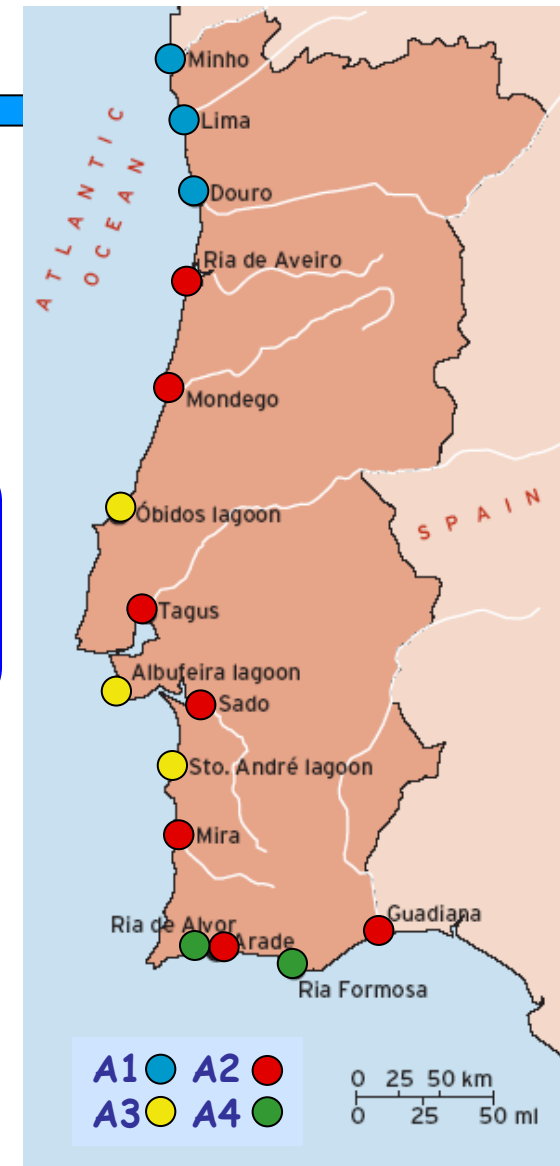 Minho
Lima
Douro
ATLANTIC
OCEAN
Ria de Aveiro
Mondego
Óbidos lagoon
SPAIN
Tagus
Albufeira lagoon
Sado
Sto. André lagoon
Mira
Guadiana
Ria de Alvor
Arade
Ria Formosa
A1 A2
A3 A4
0 25 50 km
0 25 50 ml